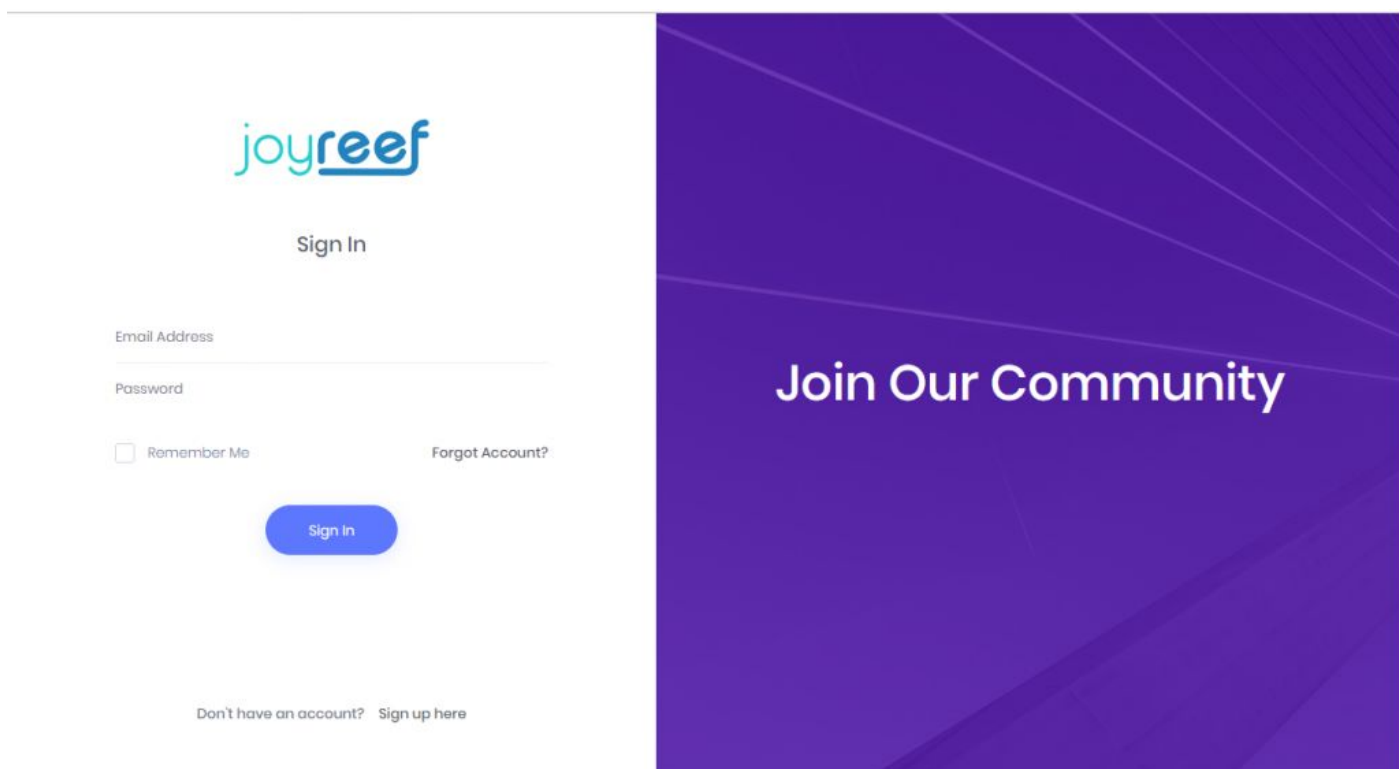 joyreef
Sign In
Email Address
Password
Remember Me Forgot Account?
Sign In
Don't have an account? Sign up here
Join Our Community